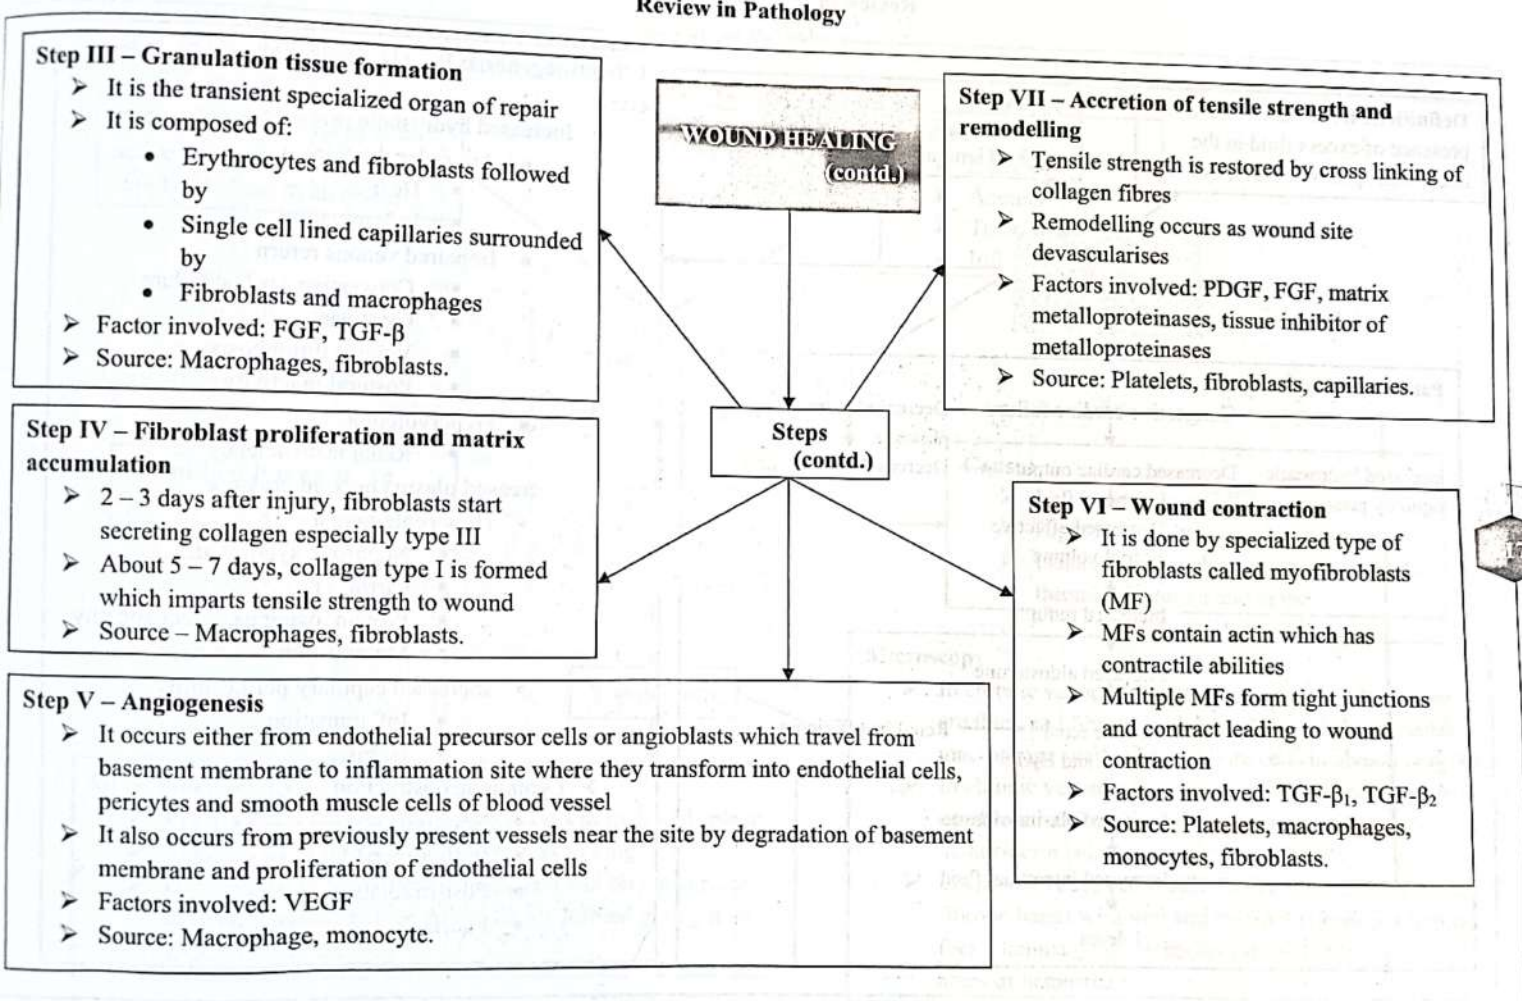 Review in Pathology
Step III – Granulation tissue formation
➢ It is the transient specialized organ of repair
➢ It is composed of:
• Erythrocytes and fibroblasts followed
by
• Single cell lined capillaries surrounded
by
• Fibroblasts and macrophages
➢ Factor involved: FGF, TGF-β
➢ Source: Macrophages, fibroblasts.
WOUND HEALING
(contd.)
Step VII – Accretion of tensile strength and
remodelling
➢ Tensile strength is restored by cross linking of
collagen fibres
➢ Remodelling occurs as wound site
devascularises
➢ Factors involved: PDGF, FGF, matrix
metalloproteinases, tissue inhibitor of
metalloproteinases
➢ Source: Platelets, fibroblasts, capillaries.
Steps
(contd.)
Step IV – Fibroblast proliferation and matrix
accumulation
➢ 2 – 3 days after injury, fibroblasts start
secreting collagen especially type III
➢ About 5 – 7 days, collagen type I is formed
which imparts tensile strength to wound
➢ Source – Macrophages, fibroblasts.
Step VI – Wound contraction
➢ It is done by specialized type of
fibroblasts called myofibroblasts
(MF)
➢ MFs contain actin which has
contractile abilities
➢ Multiple MFs form tight junctions
and contract leading to wound
contraction
➢ Factors involved: TGF-β₁, TGF-β₂
➢ Source: Platelets, macrophages,
monocytes, fibroblasts.
Step V – Angiogenesis
➢ It occurs either from endothelial precursor cells or angioblasts which travel from
basement membrane to inflammation site where they transform into endothelial cells,
pericytes and smooth muscle cells of blood vessel
➢ It also occurs from previously present vessels near the site by degradation of basement
membrane and proliferation of endothelial cells
➢ Factors involved: VEGF
➢ Source: Macrophage, monocyte.